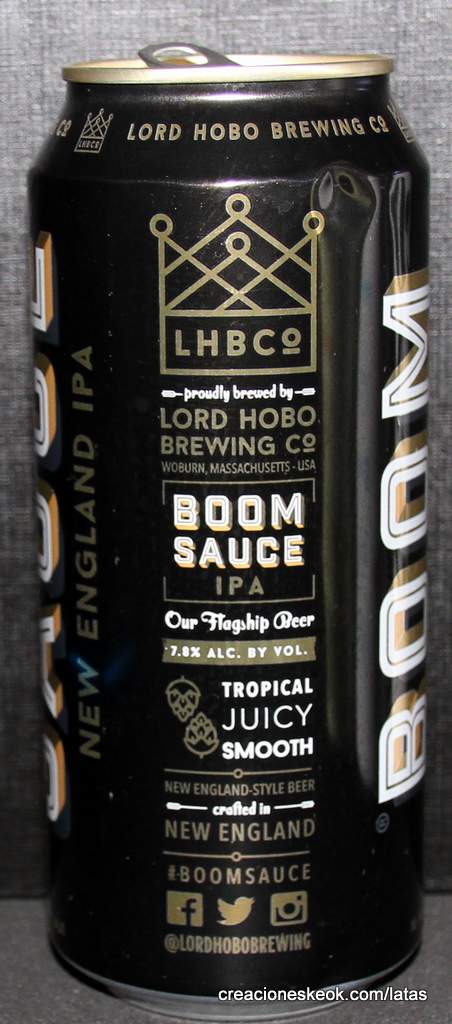 Cº
LHBCº
LORD HOBO BREWING Cº
LHBCº
proudly brewed by
LORD HOBO
BREWING Cº
WOBURN, MASSACHUSETTS - USA
BOOM
SAUCE
IPA
Our Flagship Beer
7.8% ALC. BY VOL.
TROPICAL
JUICY
SMOOTH
NEW ENGLAND-STYLE BEER
crafted in
NEW ENGLAND
#BOOMSAUCE
@LORDHOBOBREWING
NEW ENGLAND IPA
BOOM
creacioneskeok.com/latas